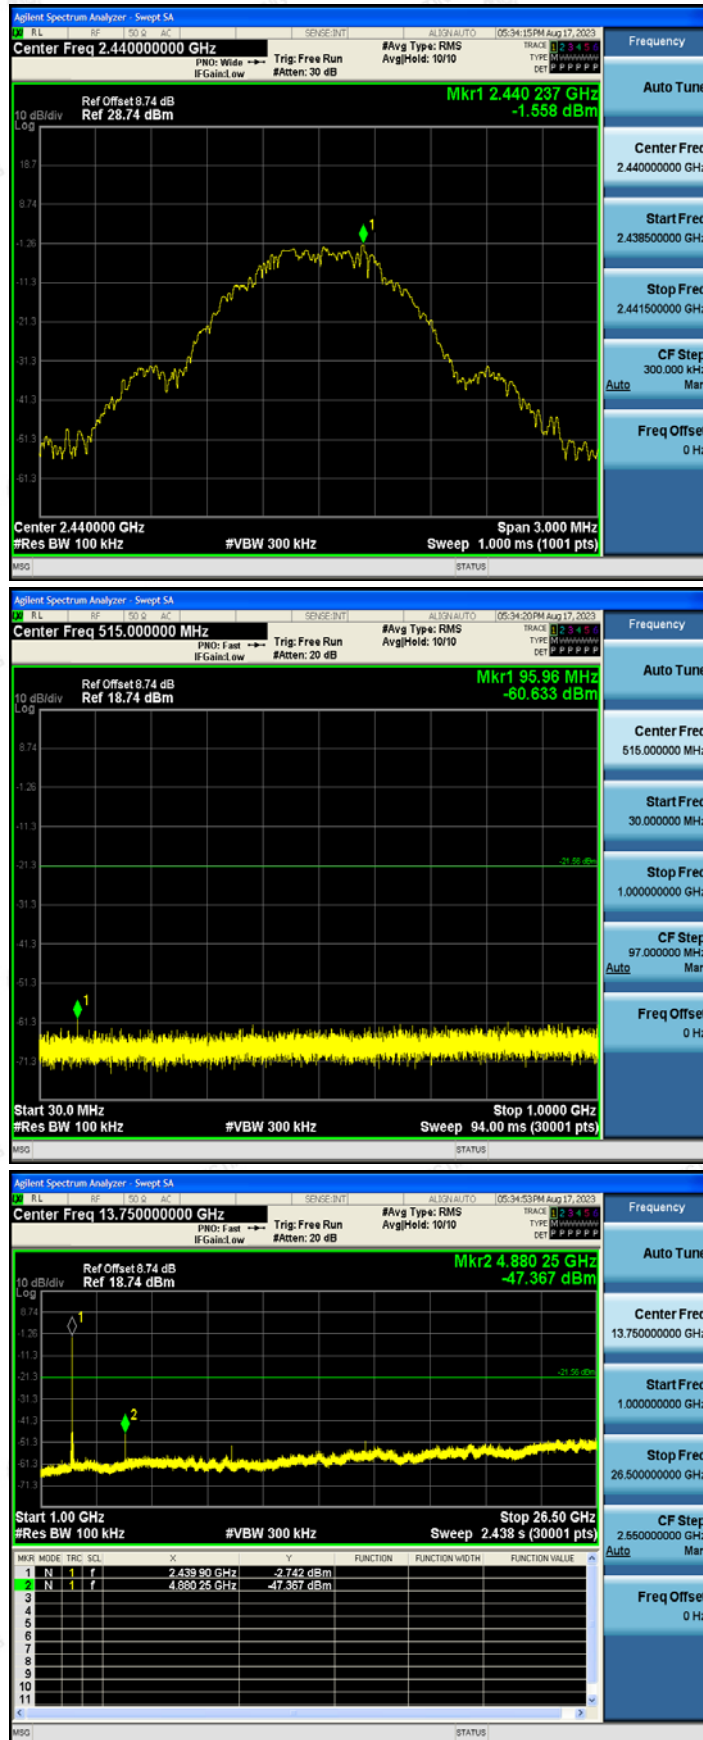 Agilent Spectrum Analyzer - Swept SA
RL RF 50 Ω AC SENSE:INT ALIGNAUTO 05:34:15PM Aug 17, 2023
Center Freq 2.440000000 GHz #Avg Type: RMS TRACE 1 2 3 4 5 6
PNO: Wide Trig: Free Run Avg|Hold: 10/10 TYPE M
IFGain:Low #Atten: 30 dB DET P P P P P P
Frequency
Auto Tune
Mkr1 2.440 237 GHz
Ref Offset 8.74 dB
-1.558 dBm
10 dB/div Ref 28.74 dBm
Log
18.7
8.74
-1.26
-11.3
-21.3
-31.3
-41.3
-51.3
-61.3
1
Center Freq
2.440000000 GHz
Start Freq
2.438500000 GHz
Stop Freq
2.441500000 GHz
CF Step
300.000 kHz
Auto Man
Freq Offset
0 Hz
Center 2.440000 GHz Span 3.000 MHz
#Res BW 100 kHz #VBW 300 kHz Sweep 1.000 ms (1001 pts)
MSG STATUS
Agilent Spectrum Analyzer - Swept SA
RL RF 50 Ω AC SENSE:INT ALIGNAUTO 05:34:20PM Aug 17, 2023
Center Freq 515.000000 MHz #Avg Type: RMS TRACE 1 2 3 4 5 6
PNO: Fast Trig: Free Run Avg|Hold: 10/10 TYPE M
IFGain:Low #Atten: 20 dB DET P P P P P P
Frequency
Auto Tune
Mkr1 95.96 MHz
Ref Offset 8.74 dB
-60.633 dBm
10 dB/div Ref 18.74 dBm
Log
8.74
-1.26
-11.3
-21.3
-31.3
-41.3
-51.3
-61.3
-71.3
-21.56 dBm
1
Center Freq
515.000000 MHz
Start Freq
30.000000 MHz
Stop Freq
1.000000000 GHz
CF Step
97.000000 MHz
Auto Man
Freq Offset
0 Hz
Start 30.0 MHz Stop 1.0000 GHz
#Res BW 100 kHz #VBW 300 kHz Sweep 94.00 ms (30001 pts)
MSG STATUS
Agilent Spectrum Analyzer - Swept SA
RL RF 50 Ω AC SENSE:INT ALIGNAUTO 05:34:53PM Aug 17, 2023
Center Freq 13.750000000 GHz #Avg Type: RMS TRACE 1 2 3 4 5 6
PNO: Fast Trig: Free Run Avg|Hold: 10/10 TYPE M
IFGain:Low #Atten: 20 dB DET P P P P P P
Frequency
Auto Tune
Mkr2 4.880 25 GHz
Ref Offset 8.74 dB
-47.367 dBm
10 dB/div Ref 18.74 dBm
Log
8.74
-1.26
-11.3
-21.3
-31.3
-41.3
-51.3
-61.3
-71.3
-21.56 dBm
1
2
Center Freq
13.750000000 GHz
Start Freq
1.000000000 GHz
Stop Freq
26.500000000 GHz
CF Step
2.550000000 GHz
Auto Man
Freq Offset
0 Hz
Start 1.00 GHz Stop 26.50 GHz
#Res BW 100 kHz #VBW 300 kHz Sweep 2.438 s (30001 pts)
MKR MODE TRC SCL X Y FUNCTION FUNCTION WIDTH FUNCTION VALUE
1 N 1 f 2.439 90 GHz -2.742 dBm
2 N 1 f 4.880 25 GHz -47.367 dBm
3
4
5
6
7
8
9
10
11
MSG STATUS